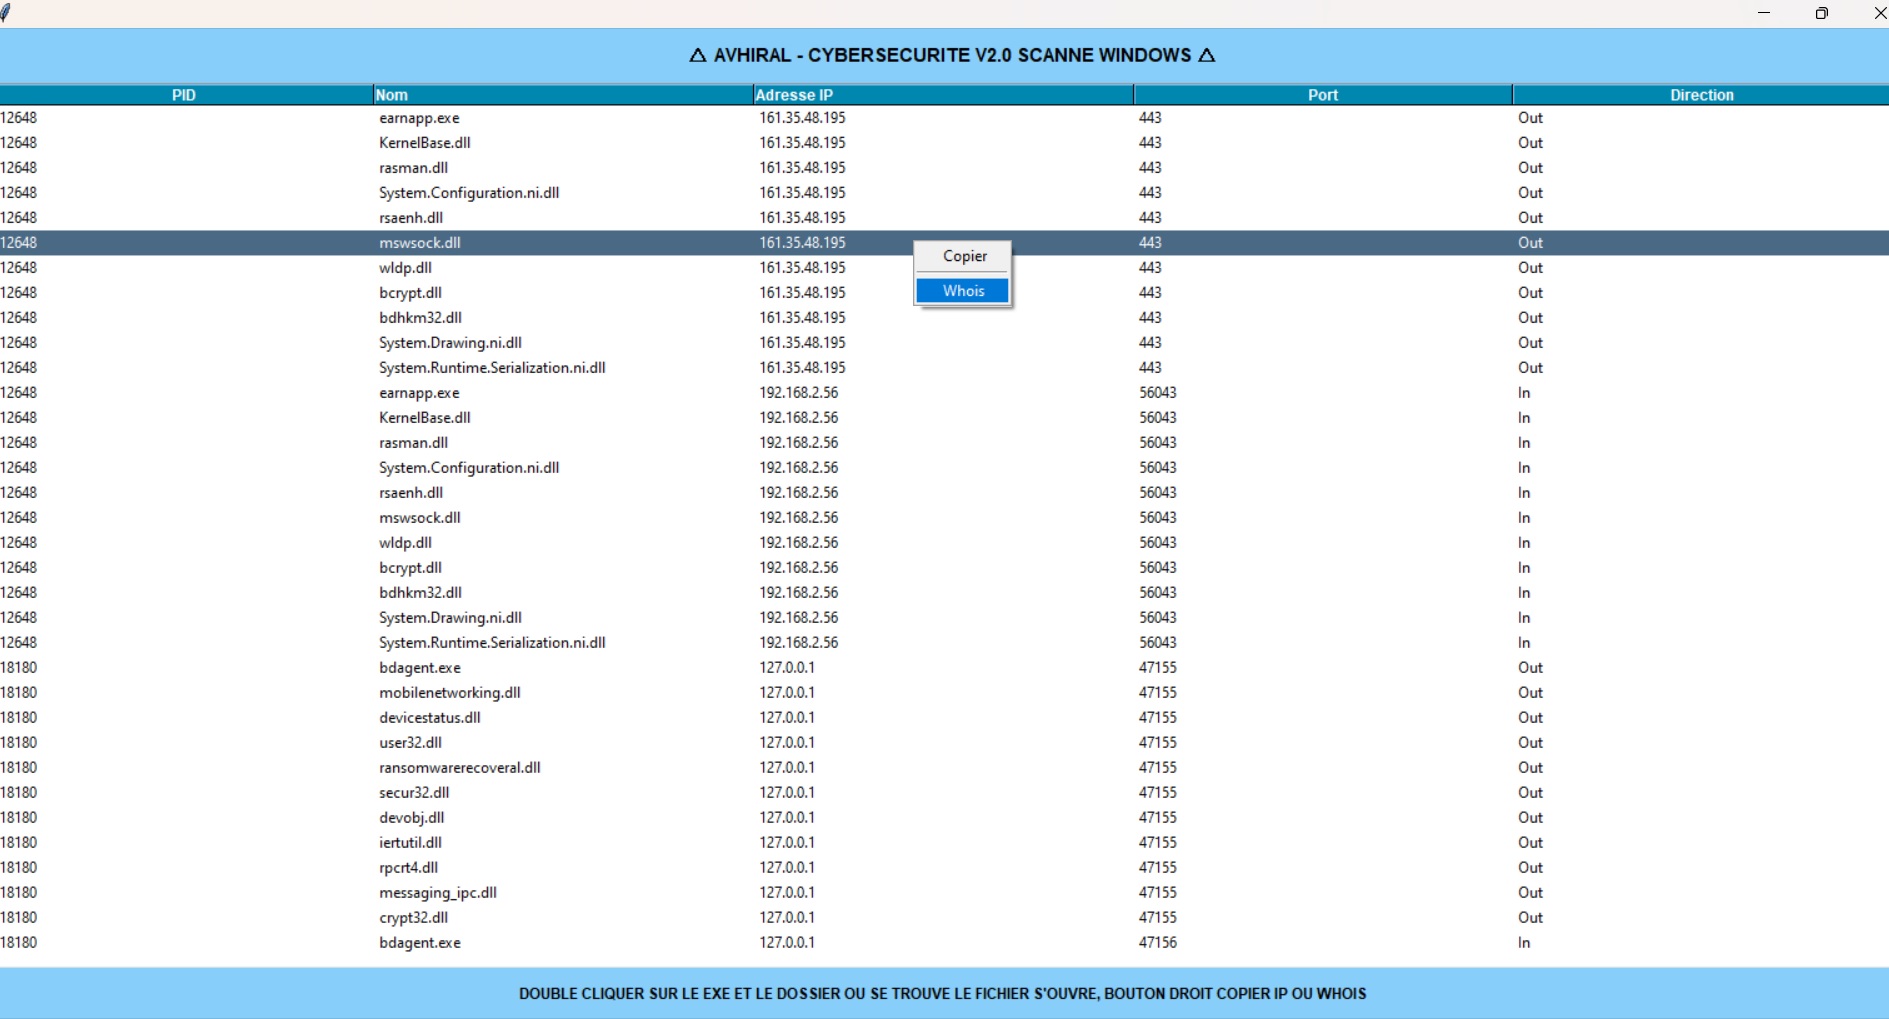 △ AVHIRAL - CYBERSECURITE V2.0 SCANNE WINDOWS △
PID Nom Adresse IP Port Direction
12648 earnapp.exe 161.35.48.195 443 Out
12648 KernelBase.dll 161.35.48.195 443 Out
12648 rasman.dll 161.35.48.195 443 Out
12648 System.Configuration.ni.dll 161.35.48.195 443 Out
12648 rsaenh.dll 161.35.48.195 443 Out
12648 mswsock.dll 161.35.48.195 443 Out
Copier
12648 wldp.dll 161.35.48.195 443 Out
12648 bcrypt.dll 161.35.48.195 443 Out
Whois
12648 bdhkm32.dll 161.35.48.195 443 Out
12648 System.Drawing.ni.dll 161.35.48.195 443 Out
12648 System.Runtime.Serialization.ni.dll 161.35.48.195 443 Out
12648 earnapp.exe 192.168.2.56 56043 In
12648 KernelBase.dll 192.168.2.56 56043 In
12648 rasman.dll 192.168.2.56 56043 In
12648 System.Configuration.ni.dll 192.168.2.56 56043 In
12648 rsaenh.dll 192.168.2.56 56043 In
12648 mswsock.dll 192.168.2.56 56043 In
12648 wldp.dll 192.168.2.56 56043 In
12648 bcrypt.dll 192.168.2.56 56043 In
12648 bdhkm32.dll 192.168.2.56 56043 In
12648 System.Drawing.ni.dll 192.168.2.56 56043 In
12648 System.Runtime.Serialization.ni.dll 192.168.2.56 56043 In
18180 bdagent.exe 127.0.0.1 47155 Out
18180 mobilenetworking.dll 127.0.0.1 47155 Out
18180 devicestatus.dll 127.0.0.1 47155 Out
18180 user32.dll 127.0.0.1 47155 Out
18180 ransomwarerecoveral.dll 127.0.0.1 47155 Out
18180 secur32.dll 127.0.0.1 47155 Out
18180 devobj.dll 127.0.0.1 47155 Out
18180 iertutil.dll 127.0.0.1 47155 Out
18180 rpcrt4.dll 127.0.0.1 47155 Out
18180 messaging_ipc.dll 127.0.0.1 47155 Out
18180 crypt32.dll 127.0.0.1 47155 Out
18180 bdagent.exe 127.0.0.1 47156 In
DOUBLE CLIQUER SUR LE EXE ET LE DOSSIER OU SE TROUVE LE FICHIER S'OUVRE, BOUTON DROIT COPIER IP OU WHOIS